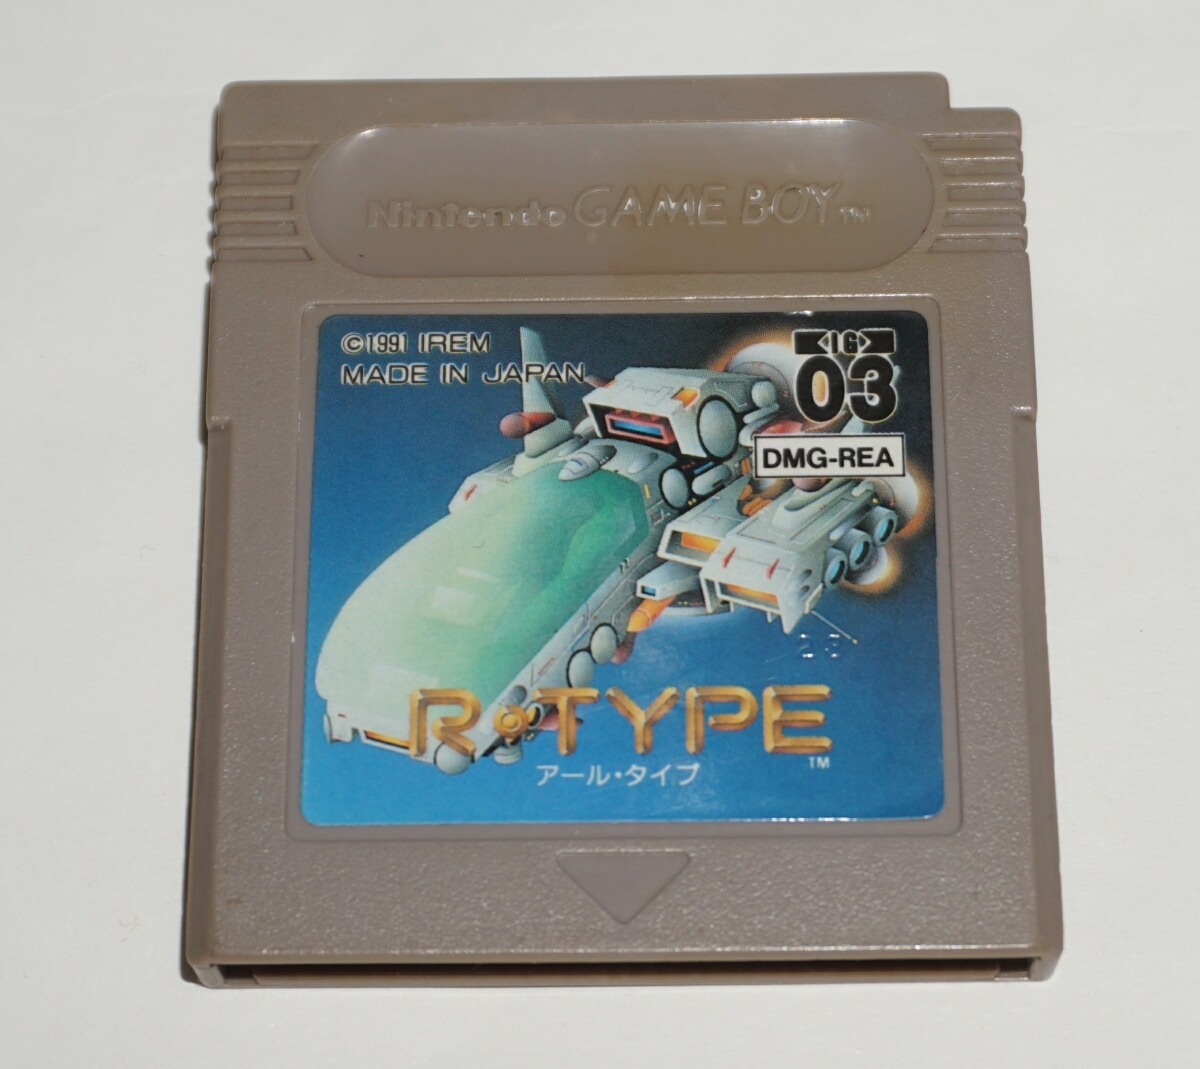 Nintendo GAME BOY™
©1991 IREM
MADE IN JAPAN
IG
03
DMG-REA
R•TYPE
™
アール・タイプ